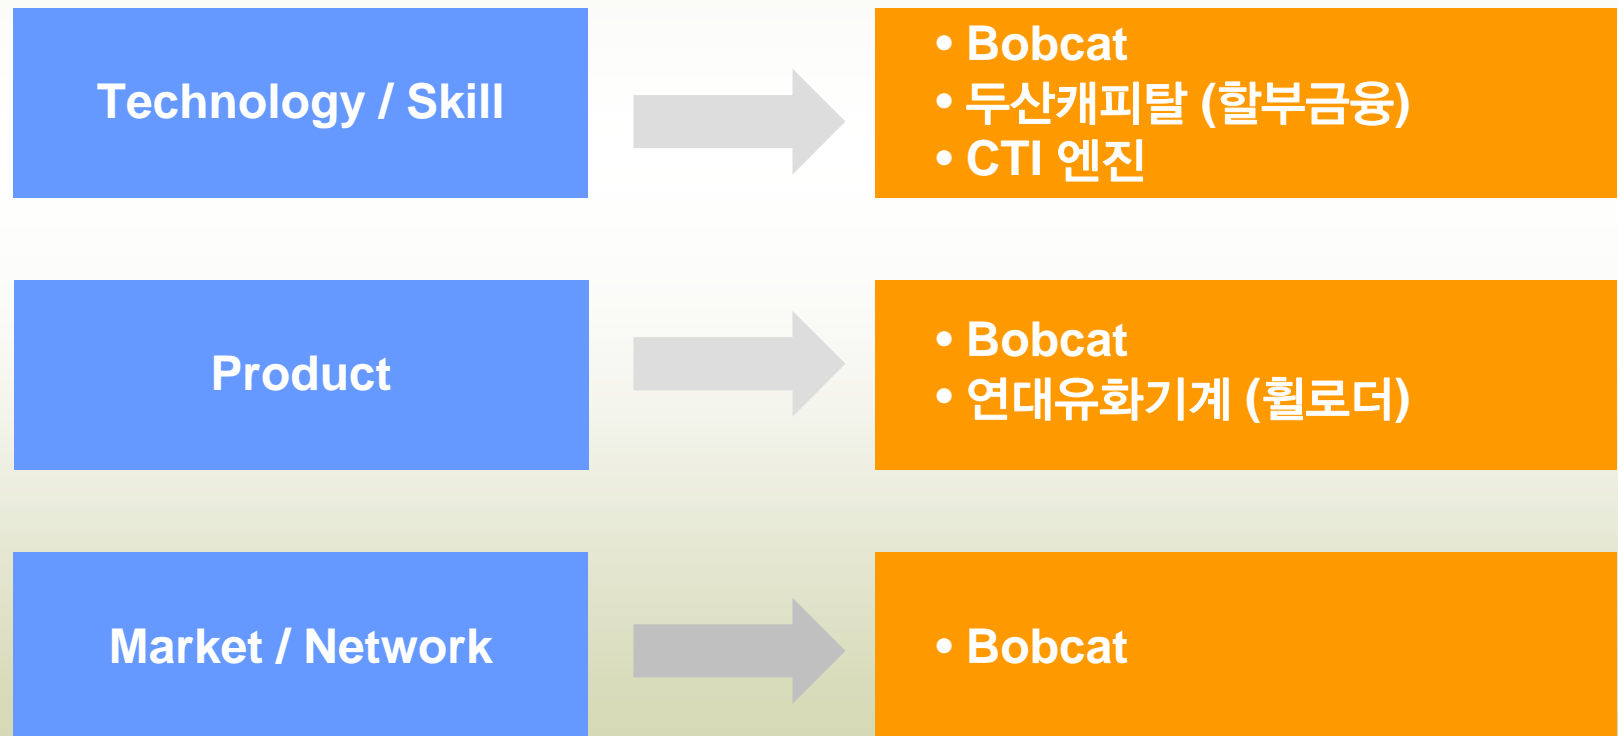 Technology / Skill
• Bobcat
• 두산캐피탈 (할부금융)
• CTI 엔진
Product
• Bobcat
• 연대유화기계 (휠로더)
Market / Network
• Bobcat